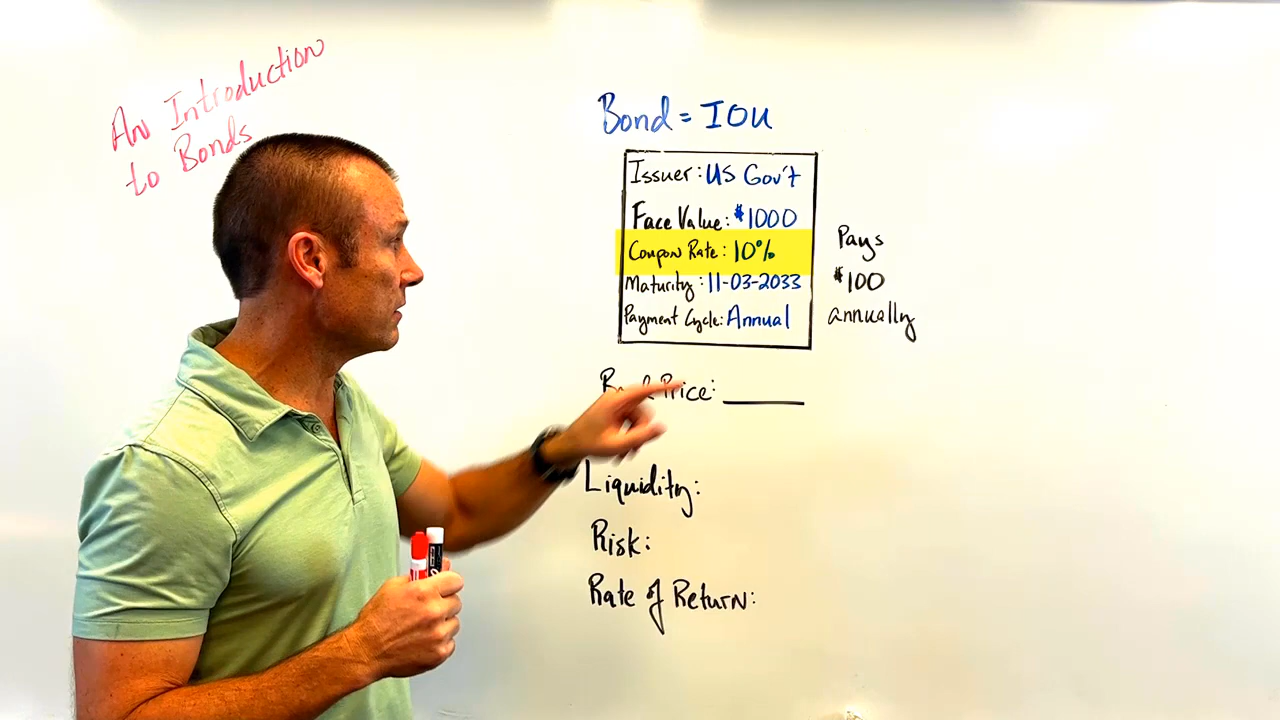 An Introduction
to Bonds
Bond = IOU
Issuer: US Gov't
Face Value: $1000
Coupon Rate: 10%
Maturity: 11-03-2033
Payment Cycle: Annual
Pays
$100
annually
Price:
Liquidity:
Risk:
Rate of Return: